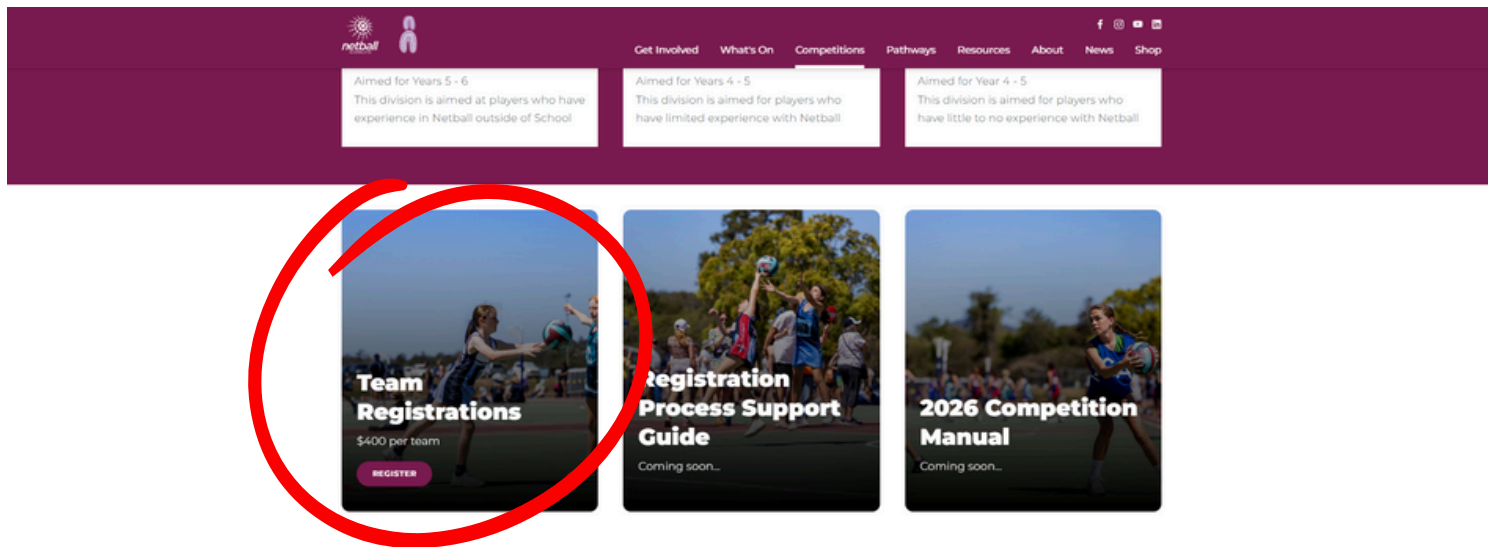 netball
Get Involved What's On Competitions Pathways Resources About News Shop
Aimed for Years 5 - 6
This division is aimed at players who have
experience in Netball outside of School
Aimed for Years 4 - 5
This division is aimed for players who
have limited experience with Netball
Aimed for Year 4 - 5
This division is aimed for players who
have little to no experience with Netball
Team
Registrations
$400 per team
REGISTER
Registration
Process Support
Guide
Coming soon...
2026 Competition
Manual
Coming soon...